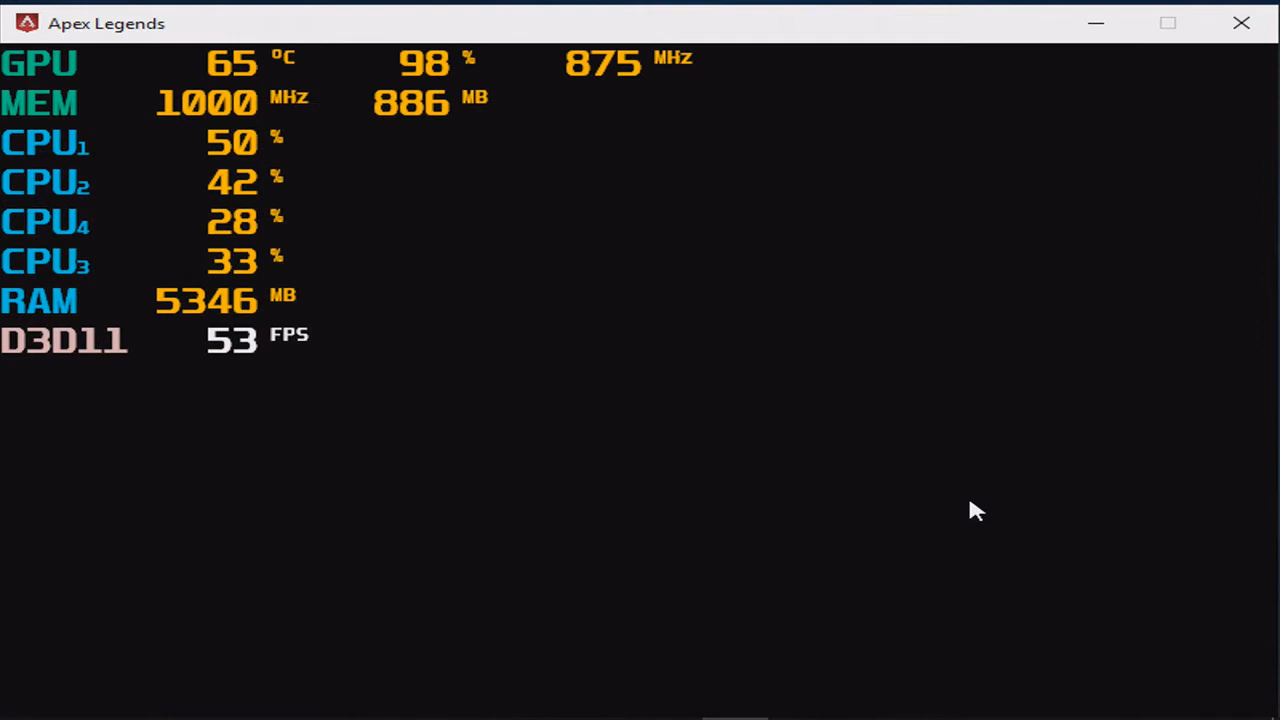 Apex Legends
GPU 65 °C 98 % 875 MHz
MEM 1000 MHz 886 MB
CPU1 50 %
CPU2 42 %
CPU4 28 %
CPU3 33 %
RAM 5346 MB
D3D11 53 FPS